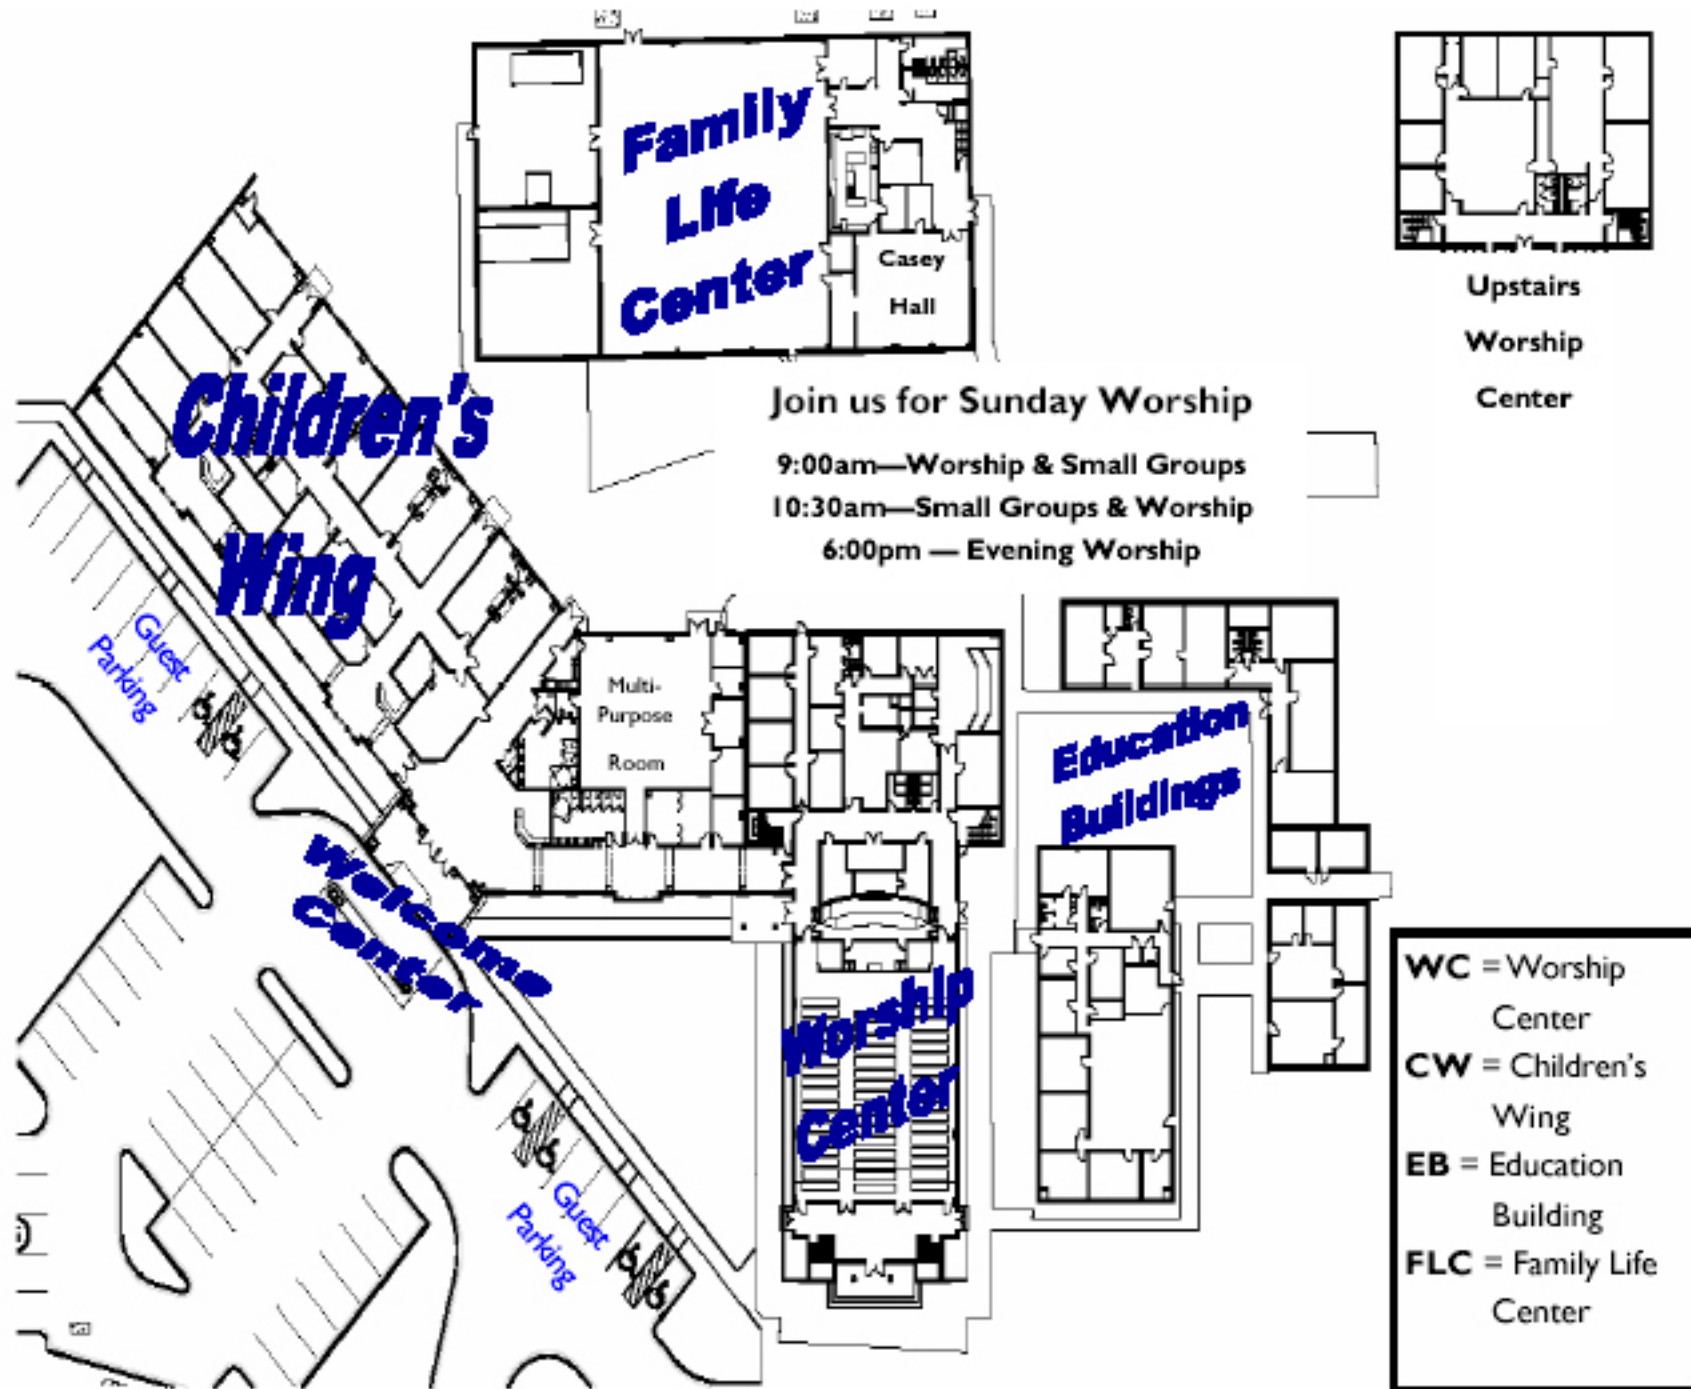 Family
Life
Center
Casey
Hall
Upstairs
Worship
Center
Children's
Wing
Join us for Sunday Worship
9:00am—Worship & Small Groups
10:30am—Small Groups & Worship
6:00pm — Evening Worship
Guest
Parking
Multi-
Purpose
Room
Education
Buildings
Welcome
Center
Worship
Center
Guest
Parking
WC = Worship
Center
CW = Children's
Wing
EB = Education
Building
FLC = Family Life
Center